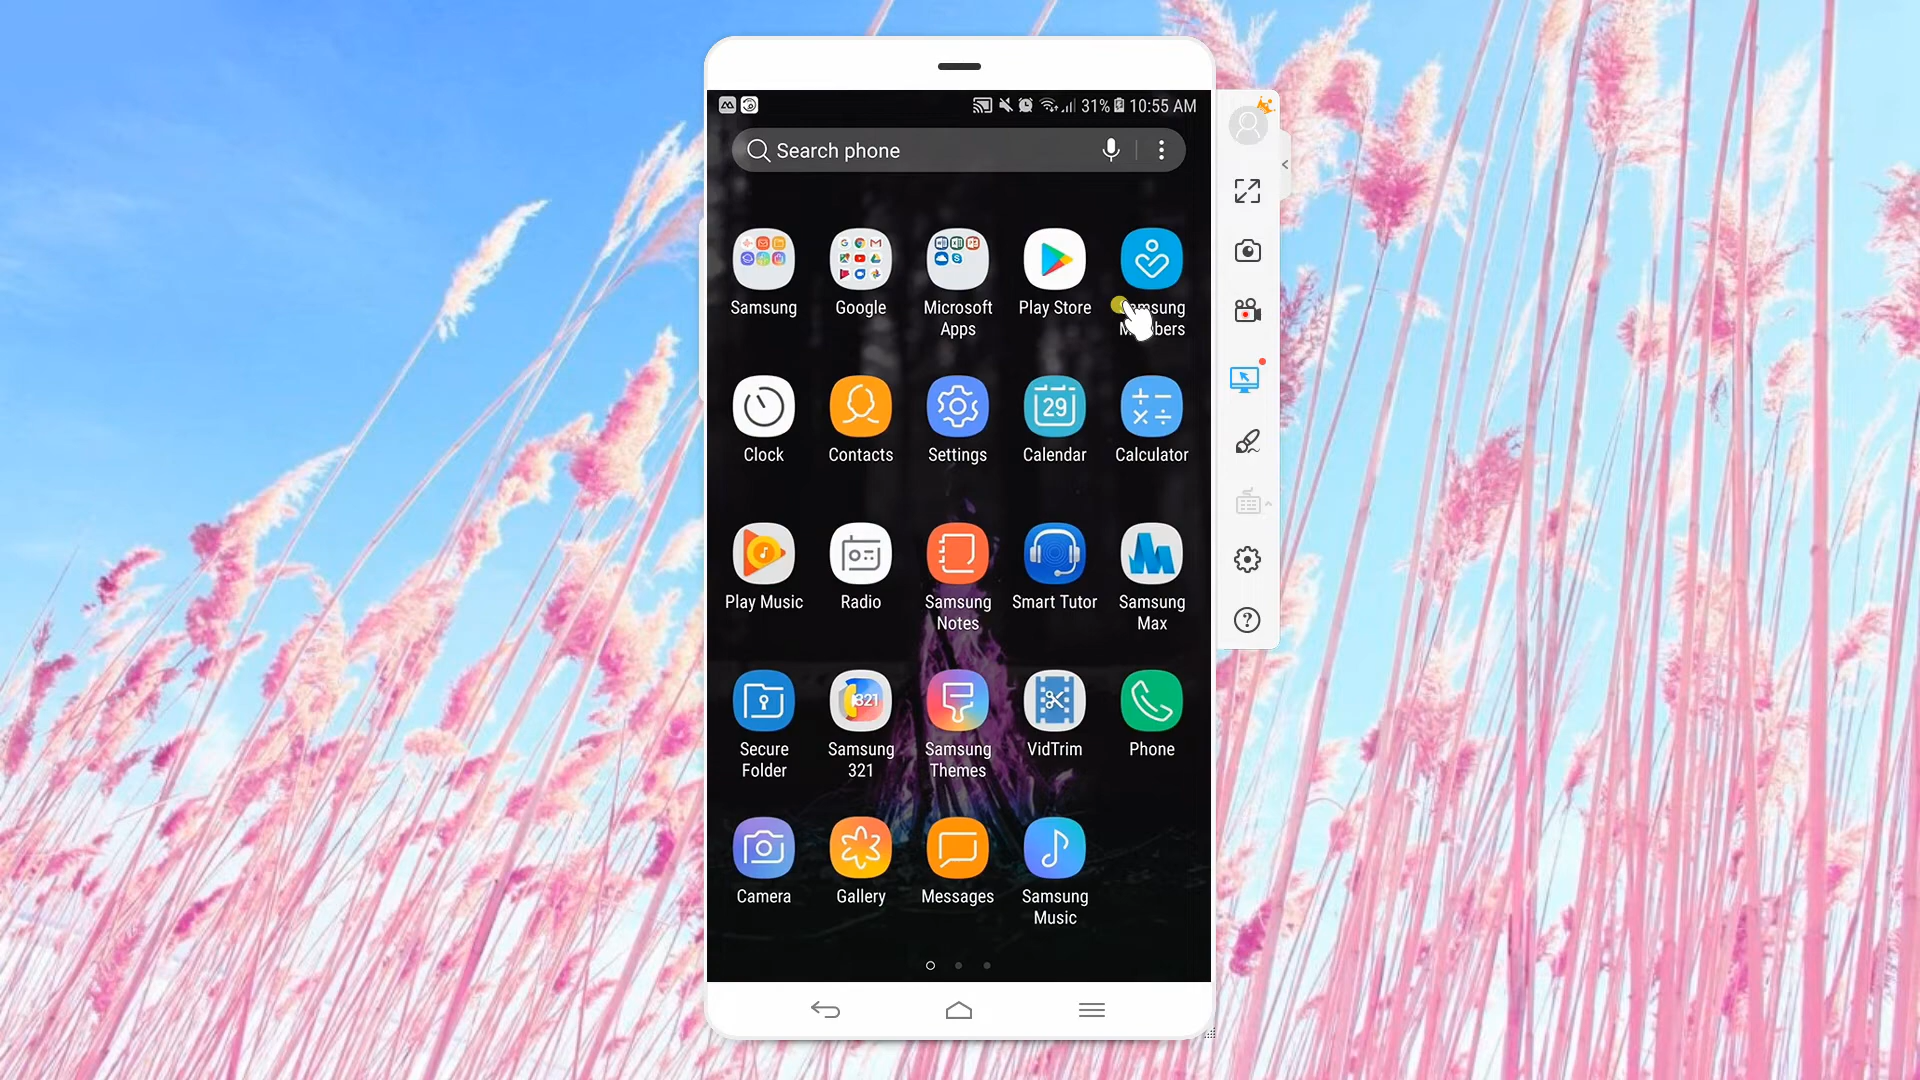 31% 10:55 AM
Search phone
Samsung
Google
Microsoft
Apps
Play Store
Clock
Contacts
Settings
29
Calendar
Calculator
Play Music
Radio
Samsung
Notes
Smart Tutor
Samsung
Max
Secure
Folder
321
Samsung
321
Samsung
Themes
VidTrim
Phone
Camera
Gallery
Messages
Samsung
Music